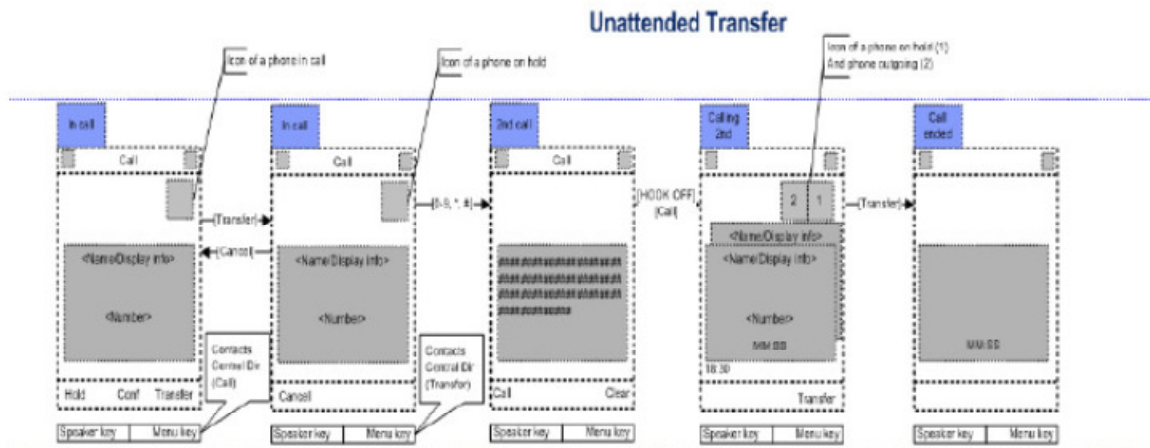 Unattended Transfer
Icon of a phone in call
Icon of a phone on hold
Icon of a phone on hold (1)
And phone outgoing (2)
In call
In call
2nd call
Calling
2nd
Call
ended
Call
Call
Call
[Transfer]
[Cancel]
[0-9, *, #]
[HOOK OFF]
[Call]
2 1
[Transfer]
<Name/Display info>
<Number>
<Name/Display info>
<Number>
<Name/Display info>
<Name/Display info>
<Number>
MM:SS
18:30
MM:SS
Contacts
Central Dir
(Call)
Contacts
Central Dir
(Transfer)
Hold Conf Transfer
Cancel
Call Clear
Transfer
Speaker key Menu key
Speaker key Menu key
Speaker key Menu key
Speaker key Menu key
Speaker key Menu key